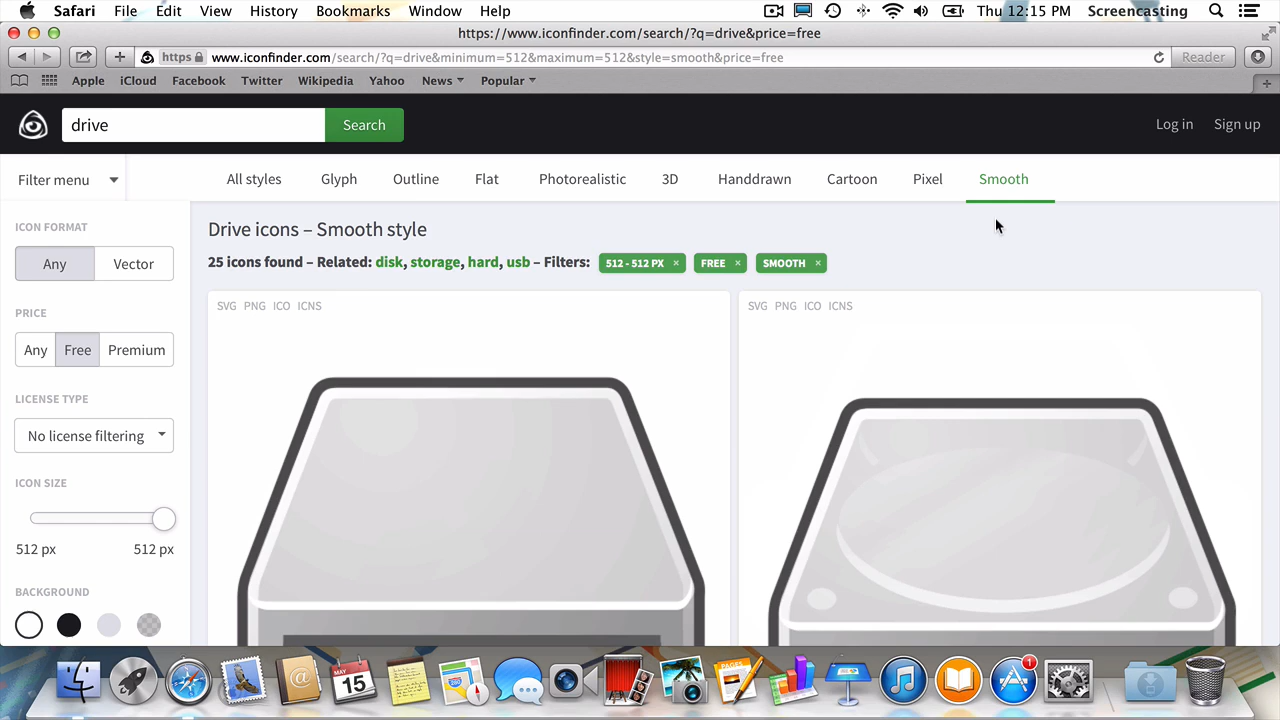 Safari File Edit View History Bookmarks Window Help Thu 12:15 PM Screencasting
https://www.iconfinder.com/search/?q=drive&price=free
https www.iconfinder.com/search/?q=drive&minimum=512&maximum=512&style=smooth&price=free Reader
Apple iCloud Facebook Twitter Wikipedia Yahoo News Popular
drive Search Log in Sign up
Filter menu All styles Glyph Outline Flat Photorealistic 3D Handdrawn Cartoon Pixel Smooth
ICON FORMAT
Any Vector
PRICE
Any Free Premium
LICENSE TYPE
No license filtering
ICON SIZE
512 px 512 px
BACKGROUND
Drive icons – Smooth style
25 icons found – Related: disk, storage, hard, usb – Filters: 512 - 512 PX × FREE × SMOOTH ×
SVG PNG ICO ICNS
SVG PNG ICO ICNS
MAY
15
PAGES
1